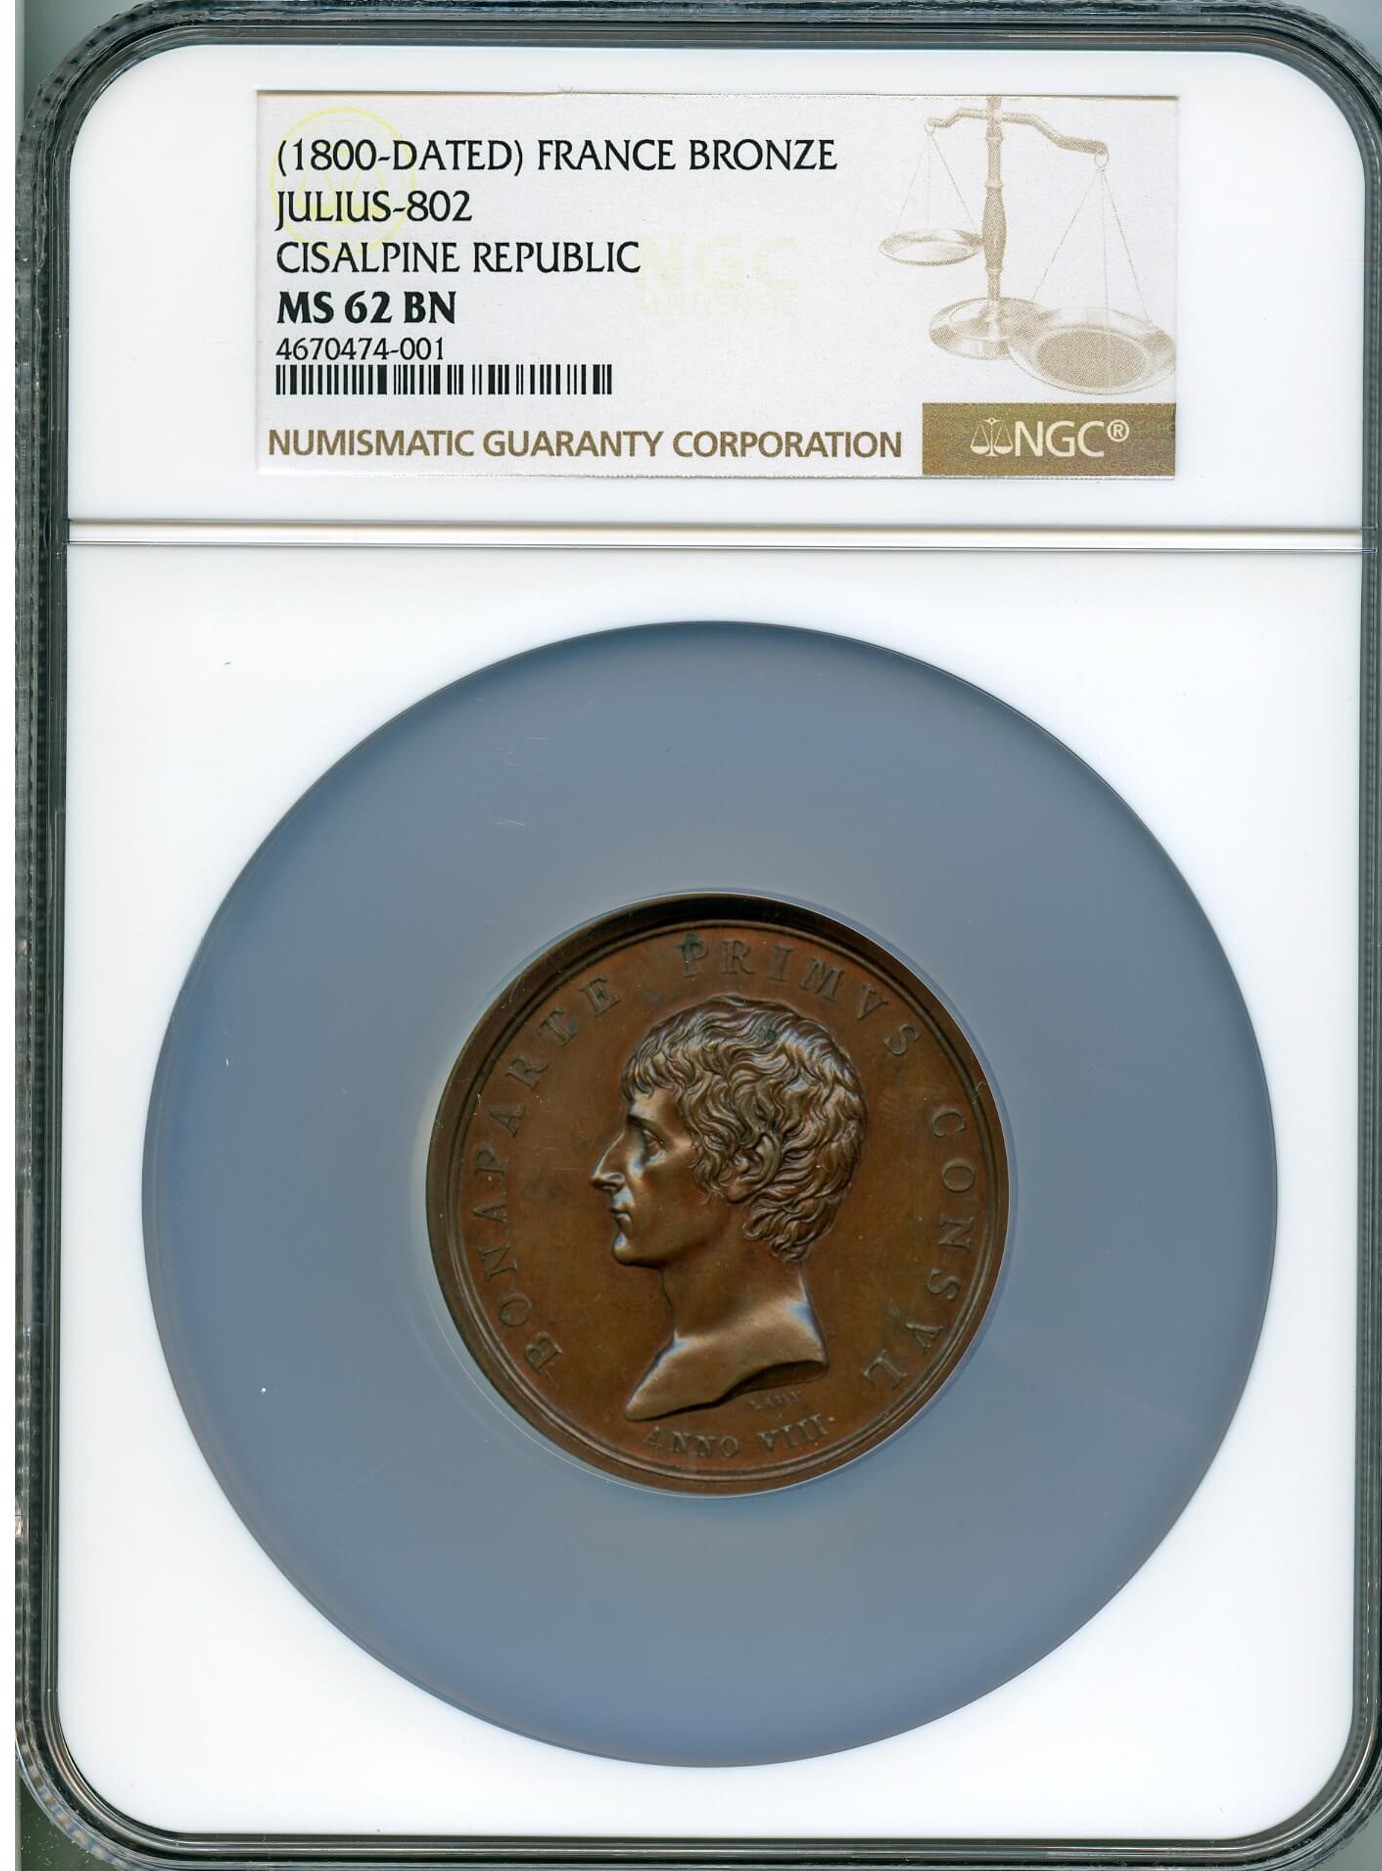 (1800-DATED) FRANCE BRONZE
JULIUS-802
CISALPINE REPUBLIC
MS 62 BN
4670474-001
NGC
NUMISMATIC GUARANTY CORPORATION
NGC®
BONAPARTE PRIMVS CONSVL
ANNO VIII·